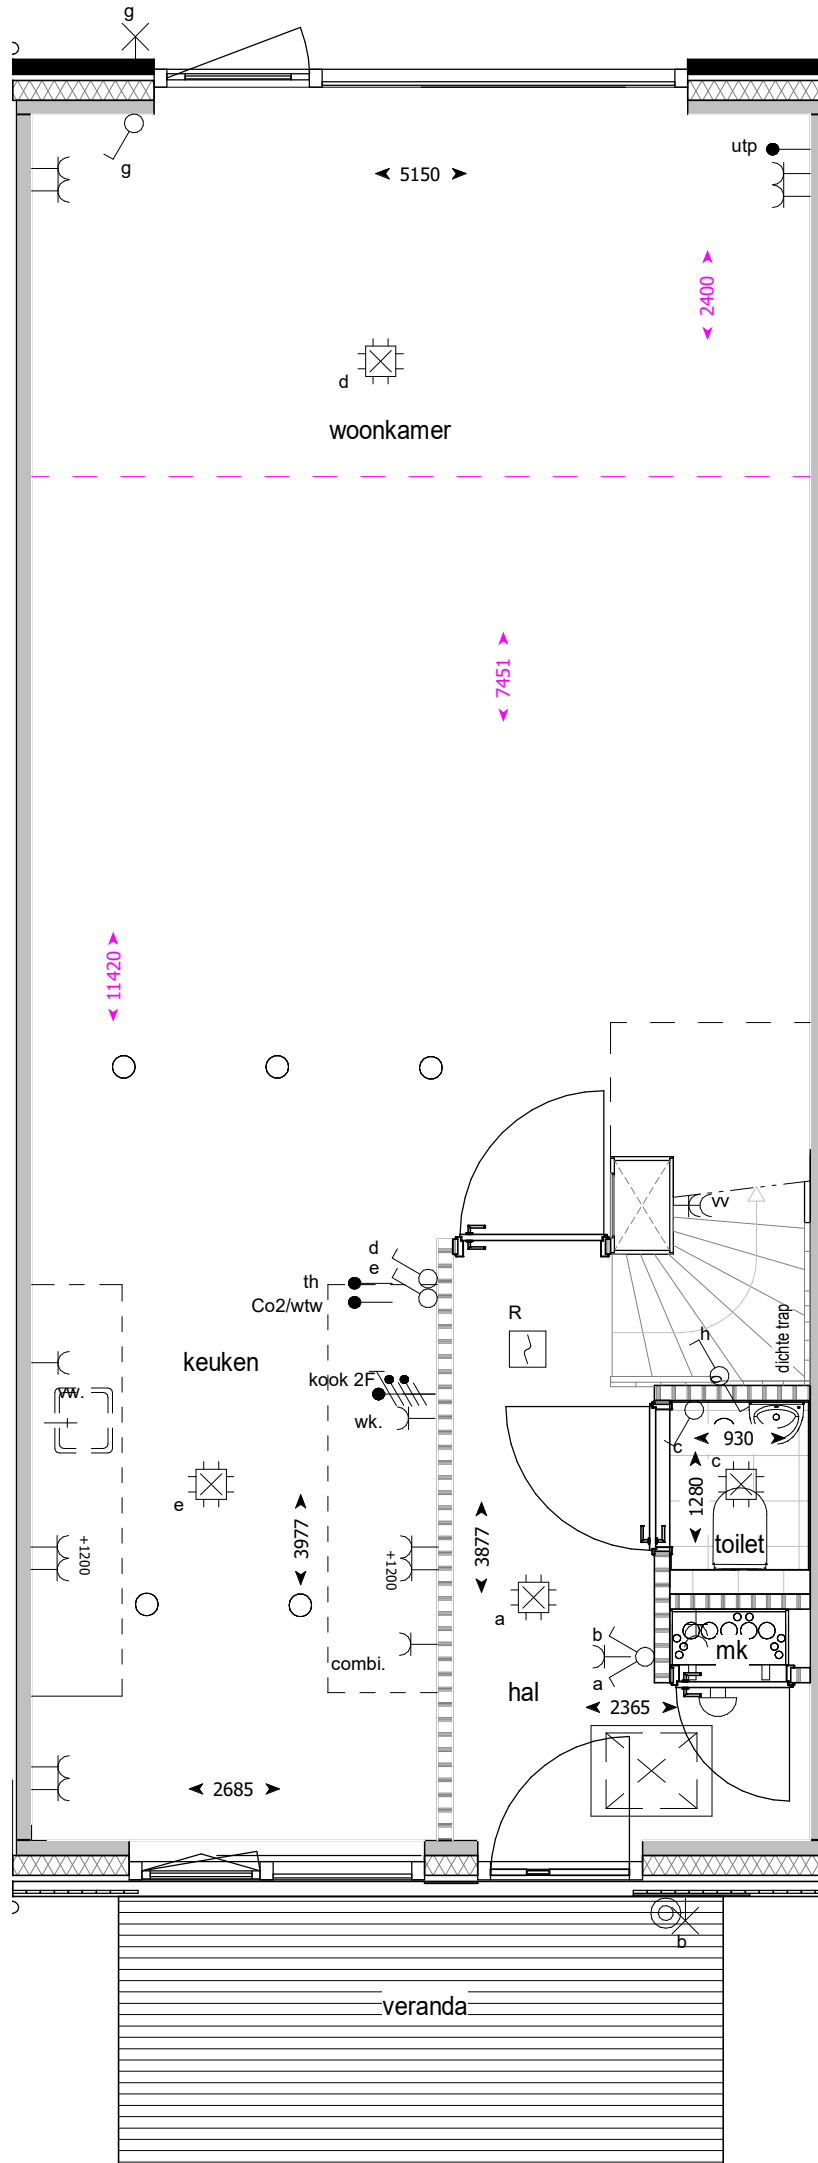 g
g
utp
5150
2400
d
woonkamer
7451
11420
vv
d
e
th
Co2/wtw
R
h
dichte trap
keuken
kook 2F
vw.
wk.
c
930
c
e
1280
toilet
3977
3877
+1200
+1200
a
b
mk
combi.
a
hal
2365
2685
b
veranda